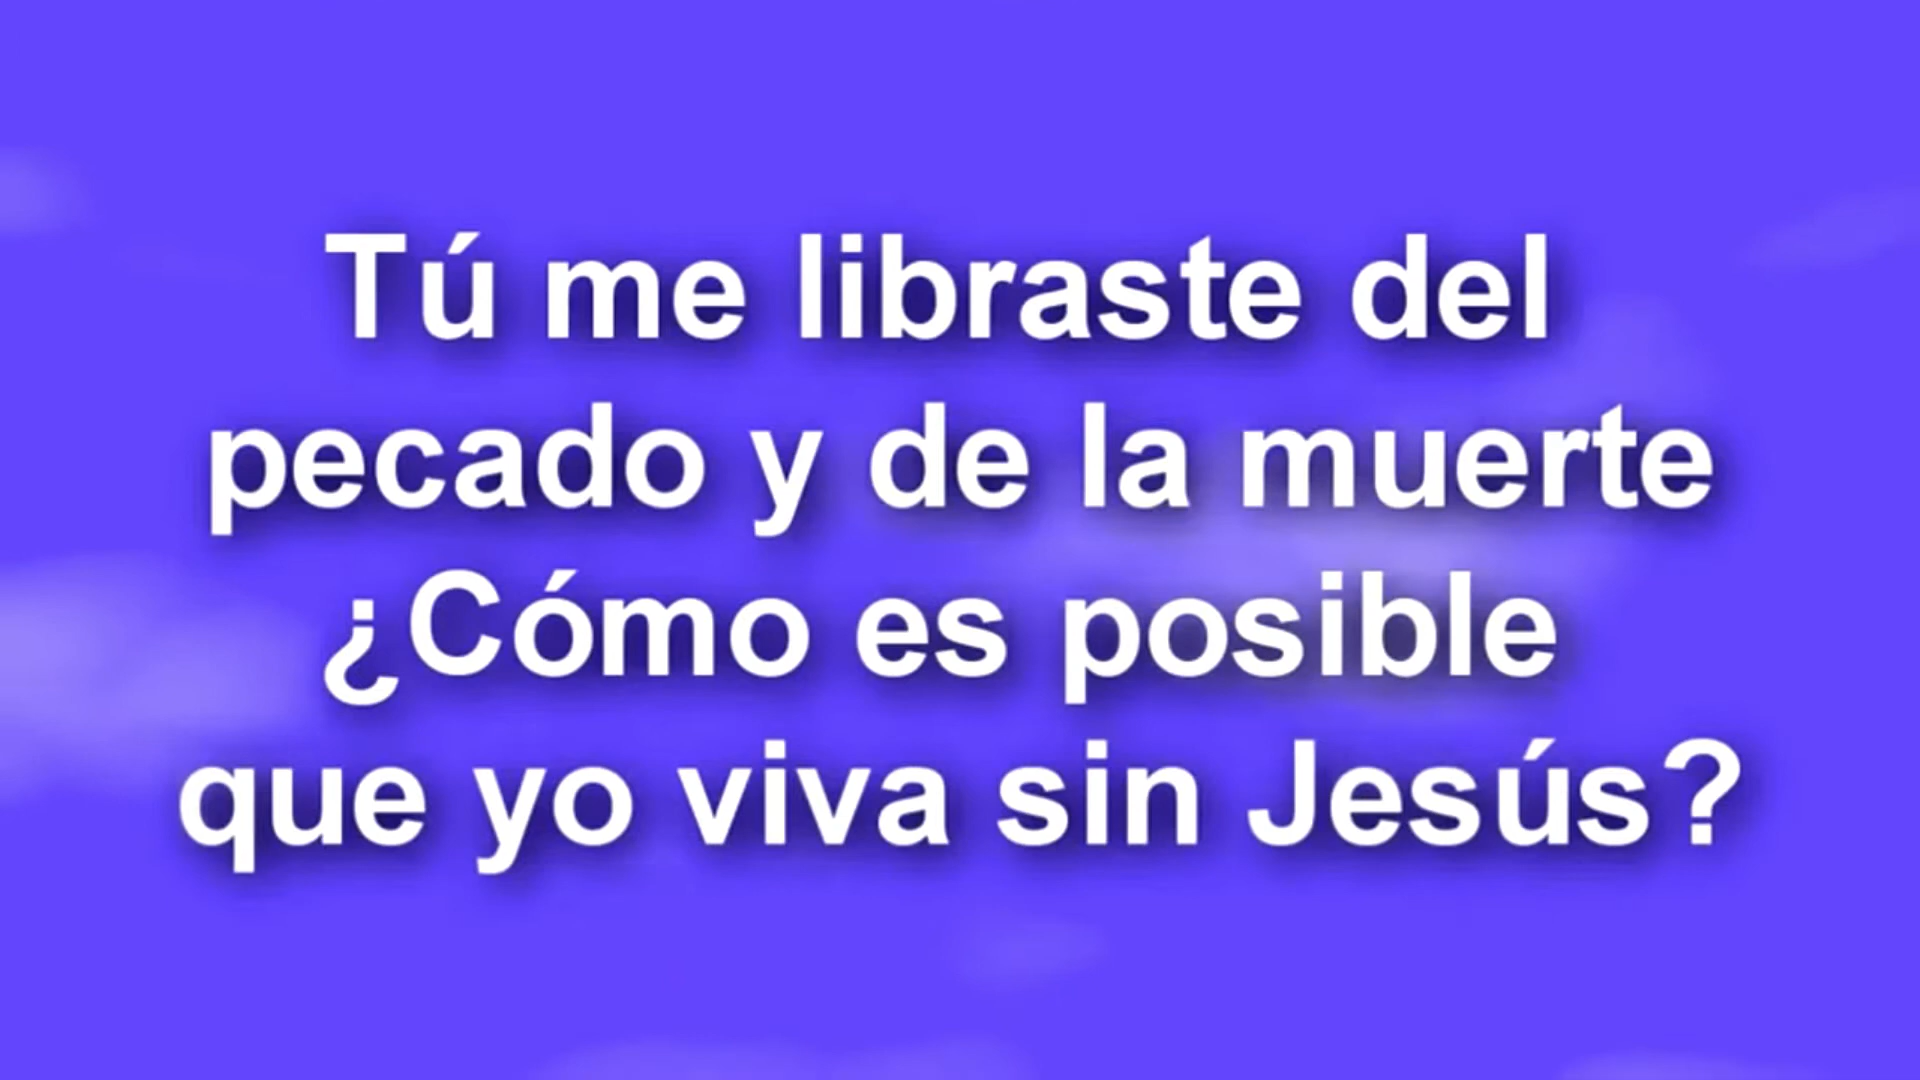 Tú me libraste del
pecado y de la muerte
¿Cómo es posible
que yo viva sin Jesús?